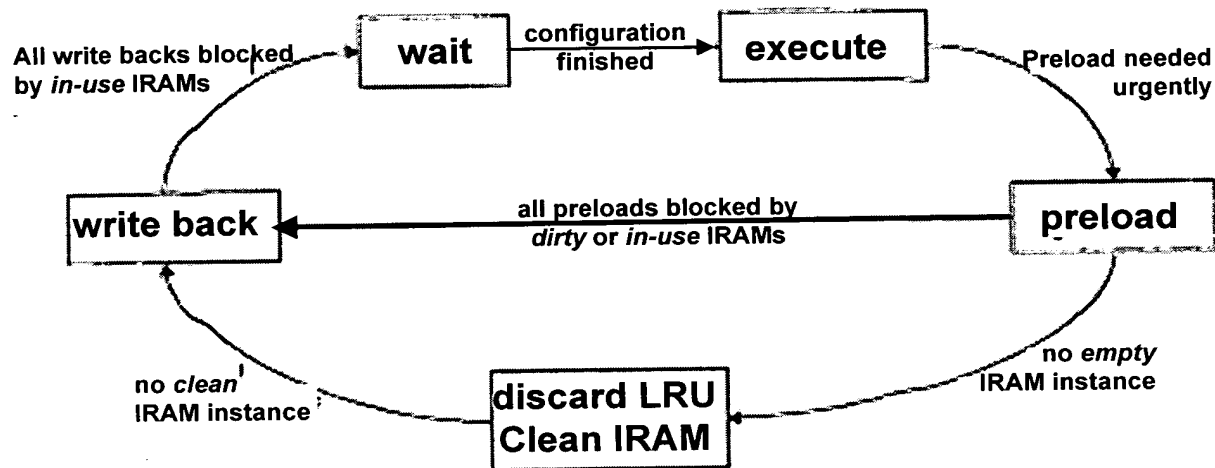 All write backs blocked
by in-use IRAMs
wait
configuration
finished
execute
Preload needed
urgently
write back
all preloads blocked by
dirty or in-use IRAMs
preload
no clean
IRAM instance
discard LRU
Clean IRAM
no empty
IRAM instance